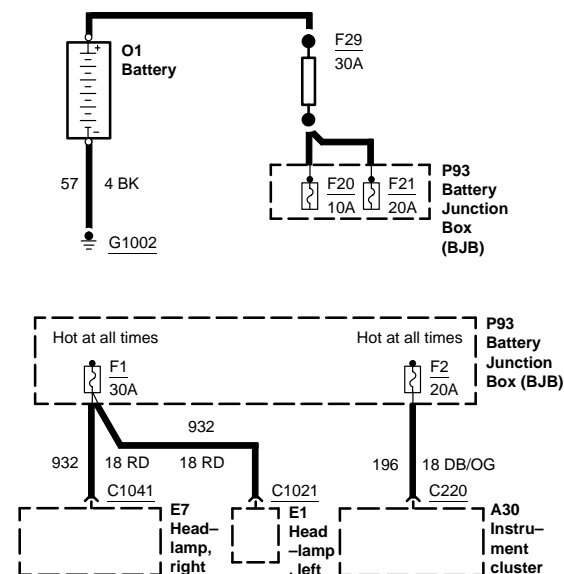 +
O1
Battery
–
57 4 BK
G1002
F29
30A
F20
10A
F21
20A
P93
Battery
Junction
Box
(BJB)
Hot at all times
Hot at all times
F1
30A
F2
20A
P93
Battery
Junction
Box (BJB)
932
932 18 RD 18 RD
196 18 DB/OG
C1041
C1021
C220
E7
Head–
lamp,
right
E1
Head
–lamp
, left
A30
Instru–
ment
cluster